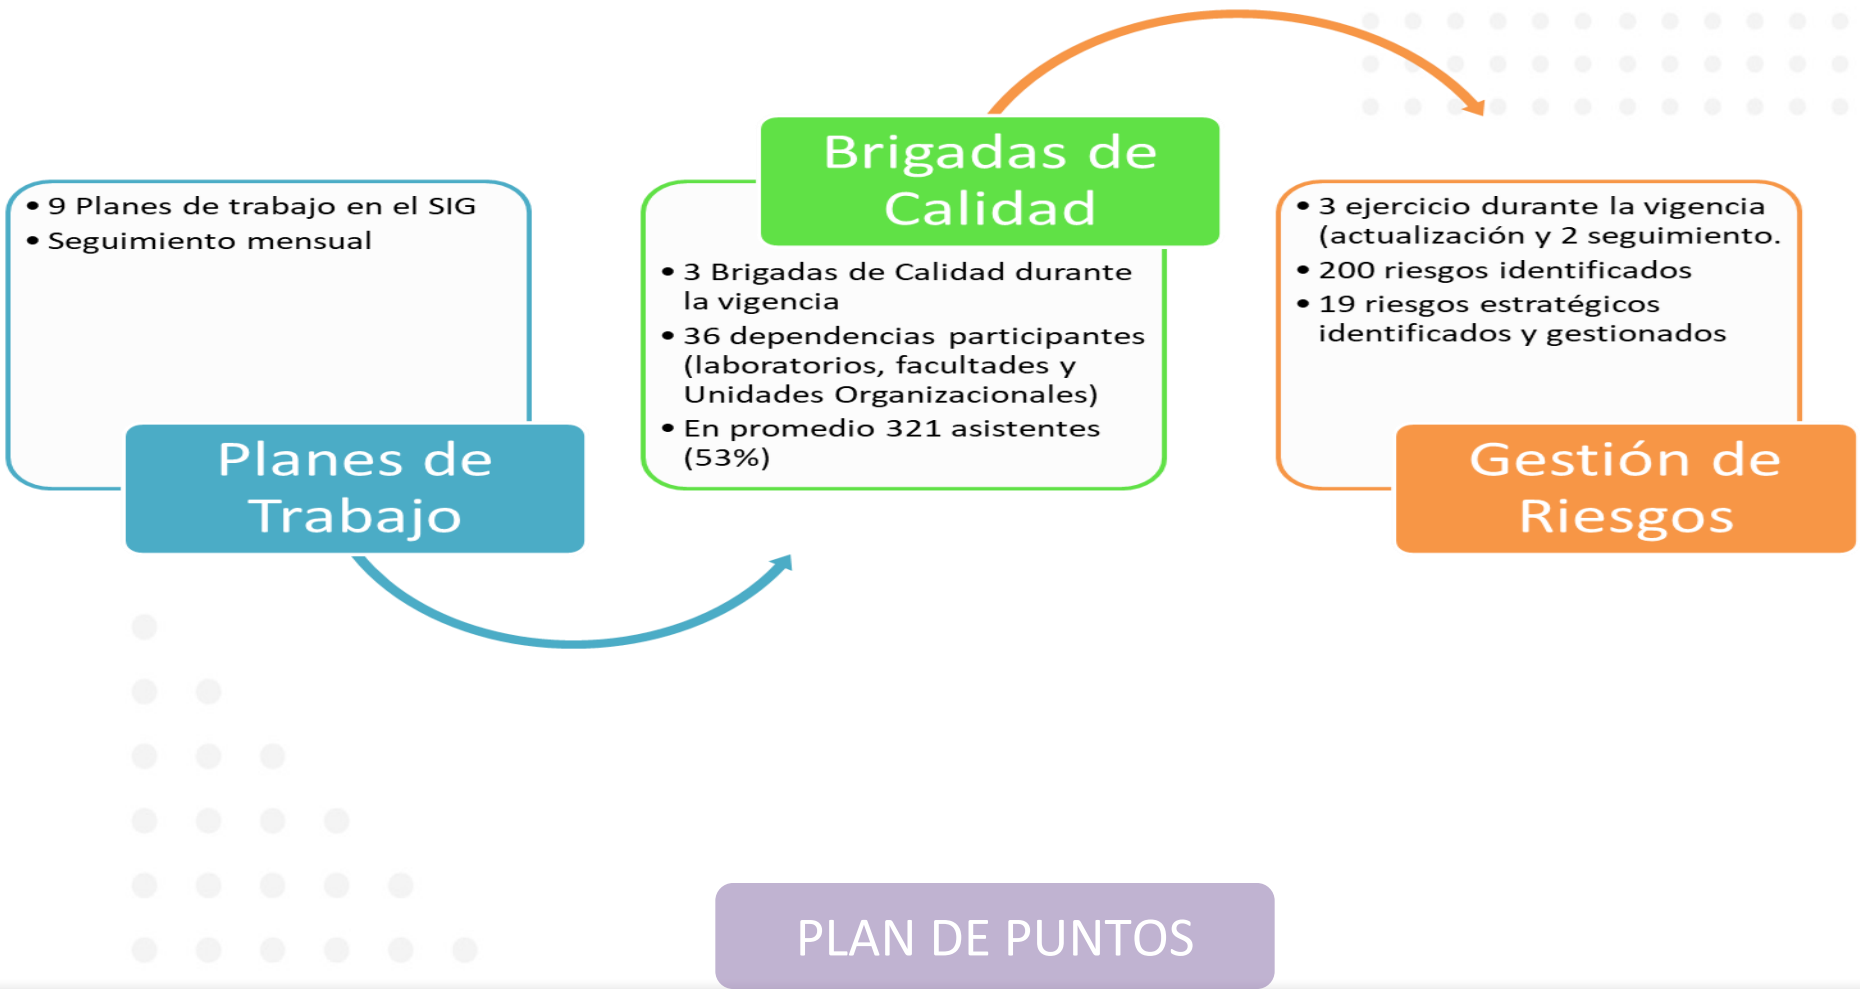 • 9 Planes de trabajo en el SIG
• Seguimiento mensual
Planes de
Trabajo
Brigadas de
Calidad
• 3 Brigadas de Calidad durante
la vigencia
• 36 dependencias participantes
(laboratorios, facultades y
Unidades Organizacionales)
• En promedio 321 asistentes
(53%)
• 3 ejercicio durante la vigencia
(actualización y 2 seguimiento.
• 200 riesgos identificados
• 19 riesgos estratégicos
identificados y gestionados
Gestión de
Riesgos
PLAN DE PUNTOS